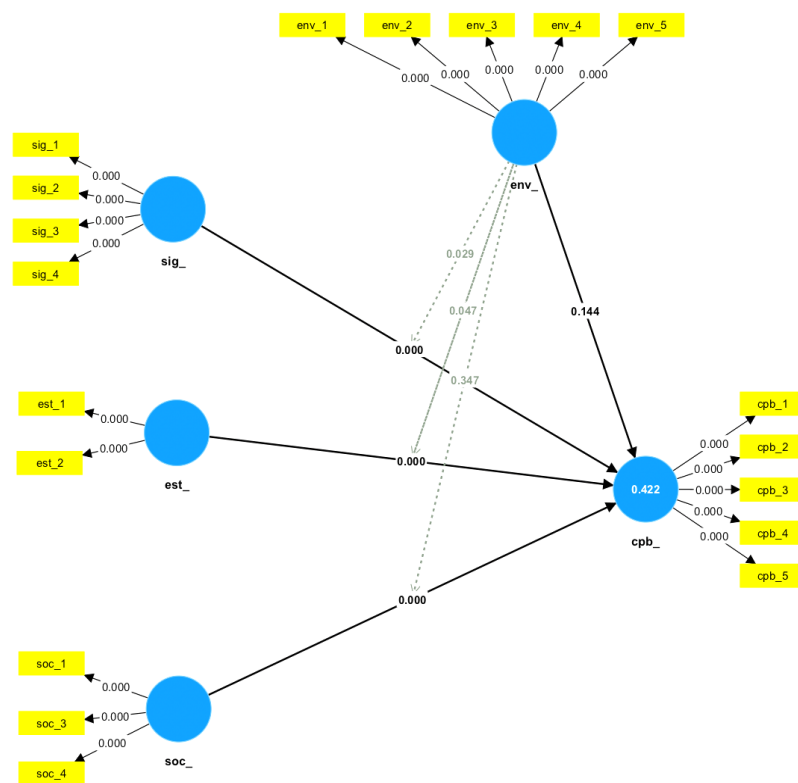 env_1 env_2 env_3 env_4 env_5
0.000 0.000 0.000 0.000 0.000
env_
sig_1
sig_2
sig_3
sig_4
0.000
0.000
0.000
0.000
sig_
0.029
0.047
0.347
0.144
0.000
est_1
est_2
0.000
0.000
est_
0.000
cpb_1
cpb_2
cpb_3
cpb_4
cpb_5
0.000
0.000
0.000
0.000
0.000
0.422
cpb_
0.000
soc_1
soc_3
soc_4
0.000
0.000
0.000
soc_